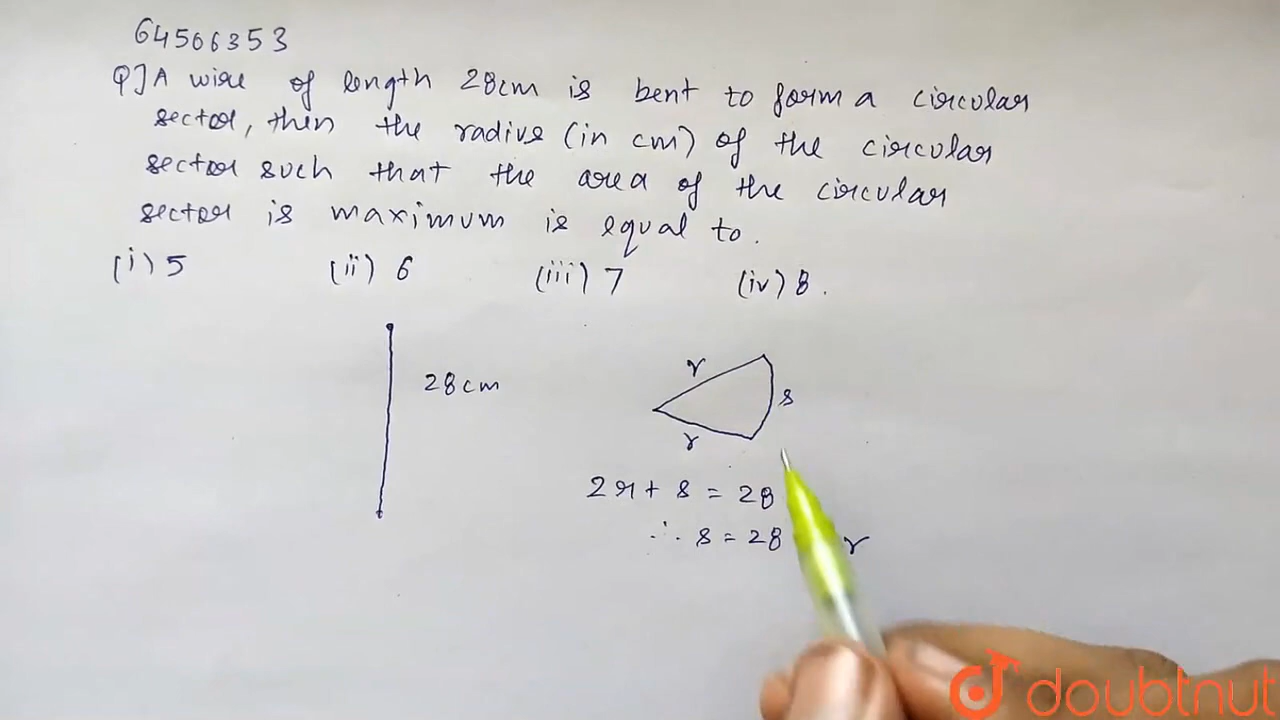 64506353
Q] A wire of length 28cm is bent to form a circular
sector, then the radius (in cm) of the circular
sector such that the area of the circular
sector is maximum is equal to.
(i) 5 (ii) 6 (iii) 7 (iv) 8.
28cm
r
s
r
2r + s = 28
∴ s = 28 r
doubtnut